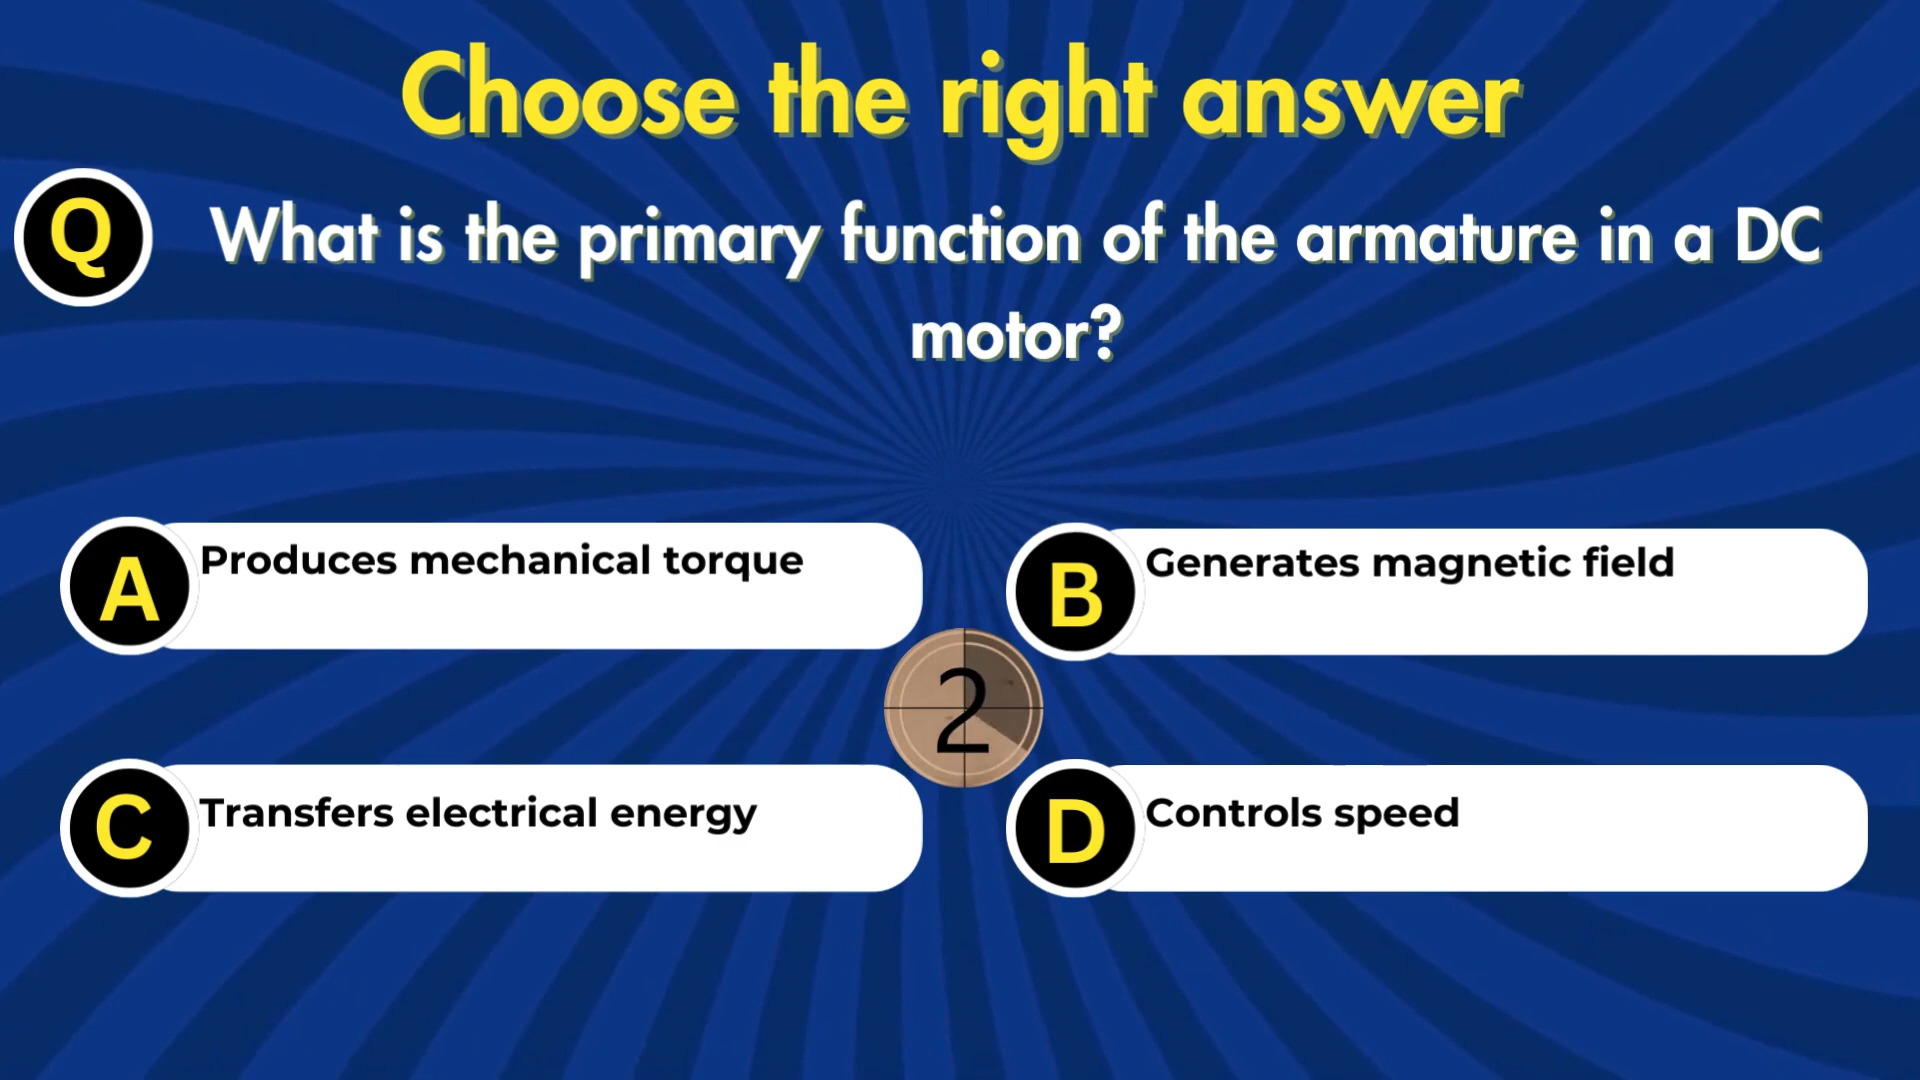 Choose the right answer
Q
What is the primary function of the armature in a DC
motor?
A
Produces mechanical torque
B
Generates magnetic field
2
C
Transfers electrical energy
D
Controls speed